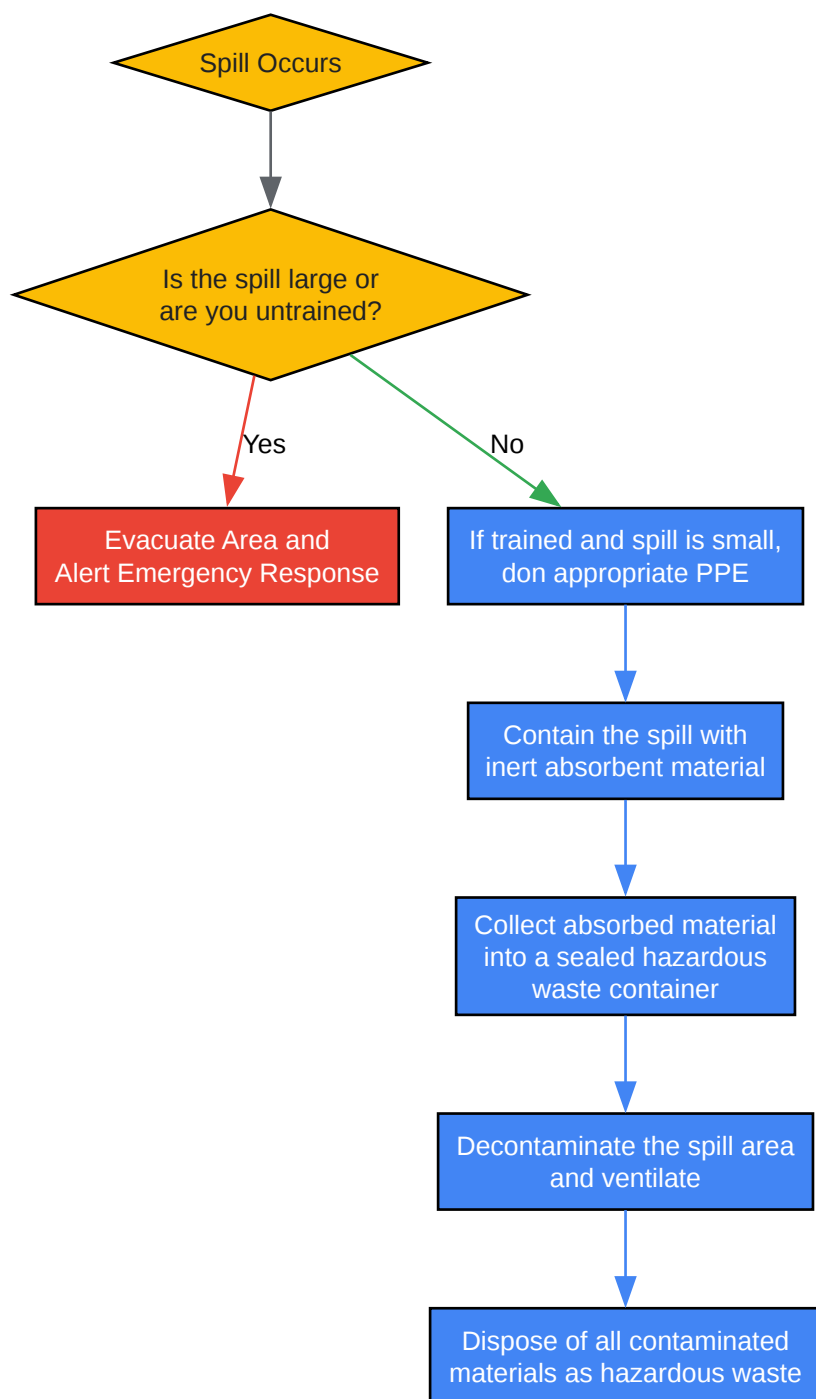 Spill Occurs
Is the spill large or
are you untrained?
Yes
No
Evacuate Area and
Alert Emergency Response
If trained and spill is small,
don appropriate PPE
Contain the spill with
inert absorbent material
Collect absorbed material
into a sealed hazardous
waste container
Decontaminate the spill area
and ventilate
Dispose of all contaminated
materials as hazardous waste